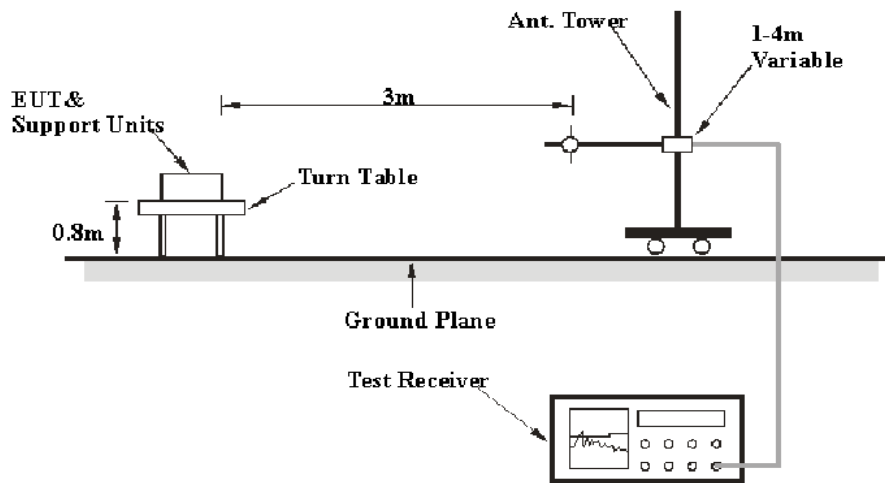 Ant. Tower
1-4m
Variable
3m
EUT &
Support Units
Turn Table
0.8m
Ground Plane
Test Receiver